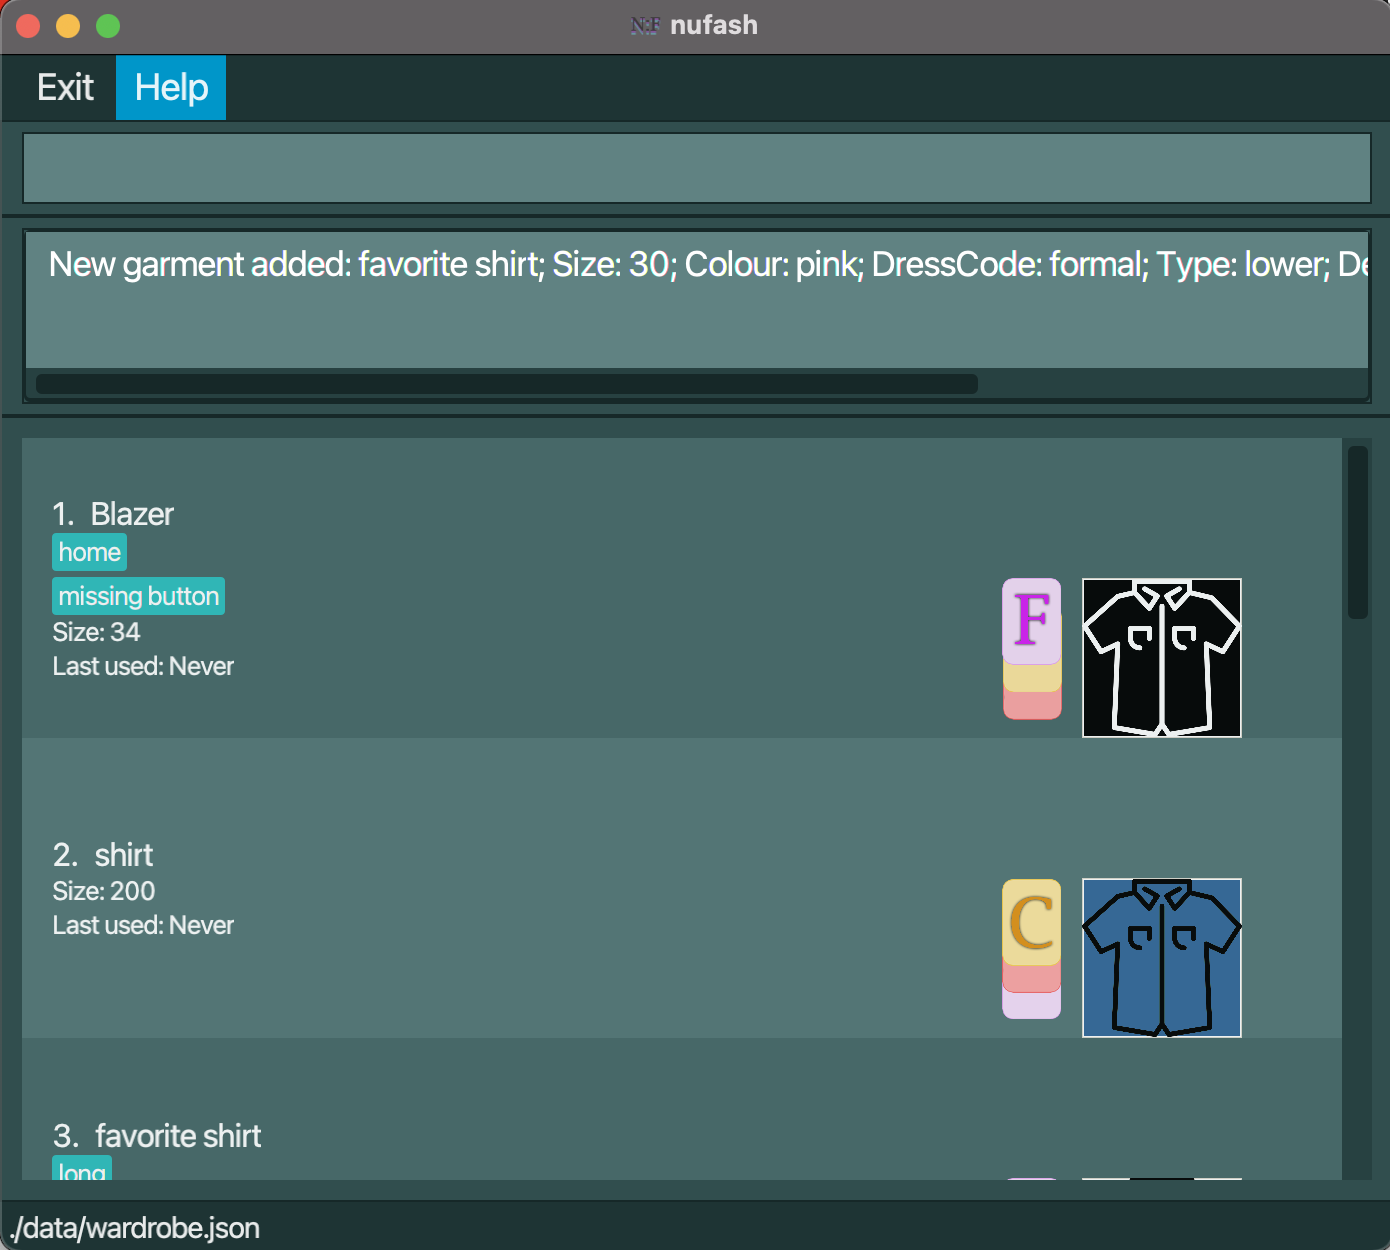 N:F nufash
Exit Help
New garment added: favorite shirt; Size: 30; Colour: pink; DressCode: formal; Type: lower; De
1. Blazer
home
missing button
Size: 34
Last used: Never
F
2. shirt
Size: 200
Last used: Never
C
3. favorite shirt
long
./data/wardrobe.json